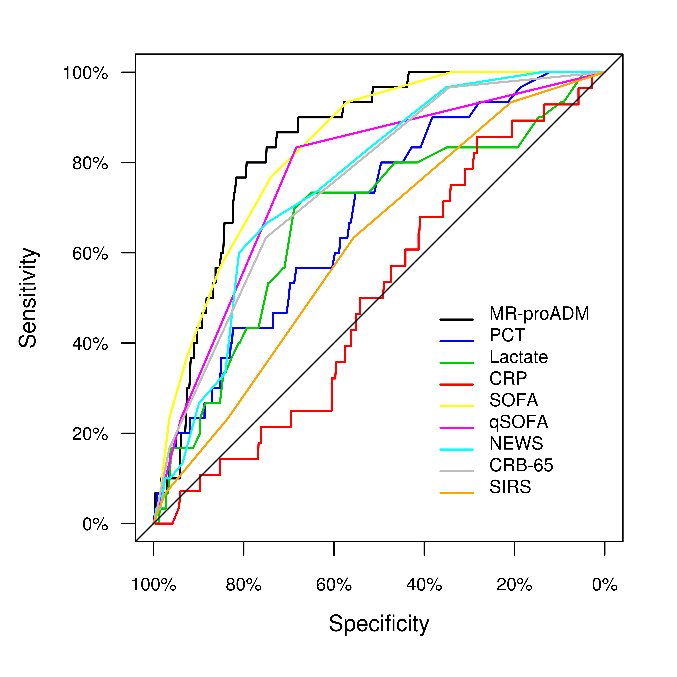 100%
80%
60%
40%
20%
0%
Sensitivity
MR-proADM
PCT
Lactate
CRP
SOFA
qSOFA
NEWS
CRB-65
SIRS
100% 80% 60% 40% 20% 0%
Specificity